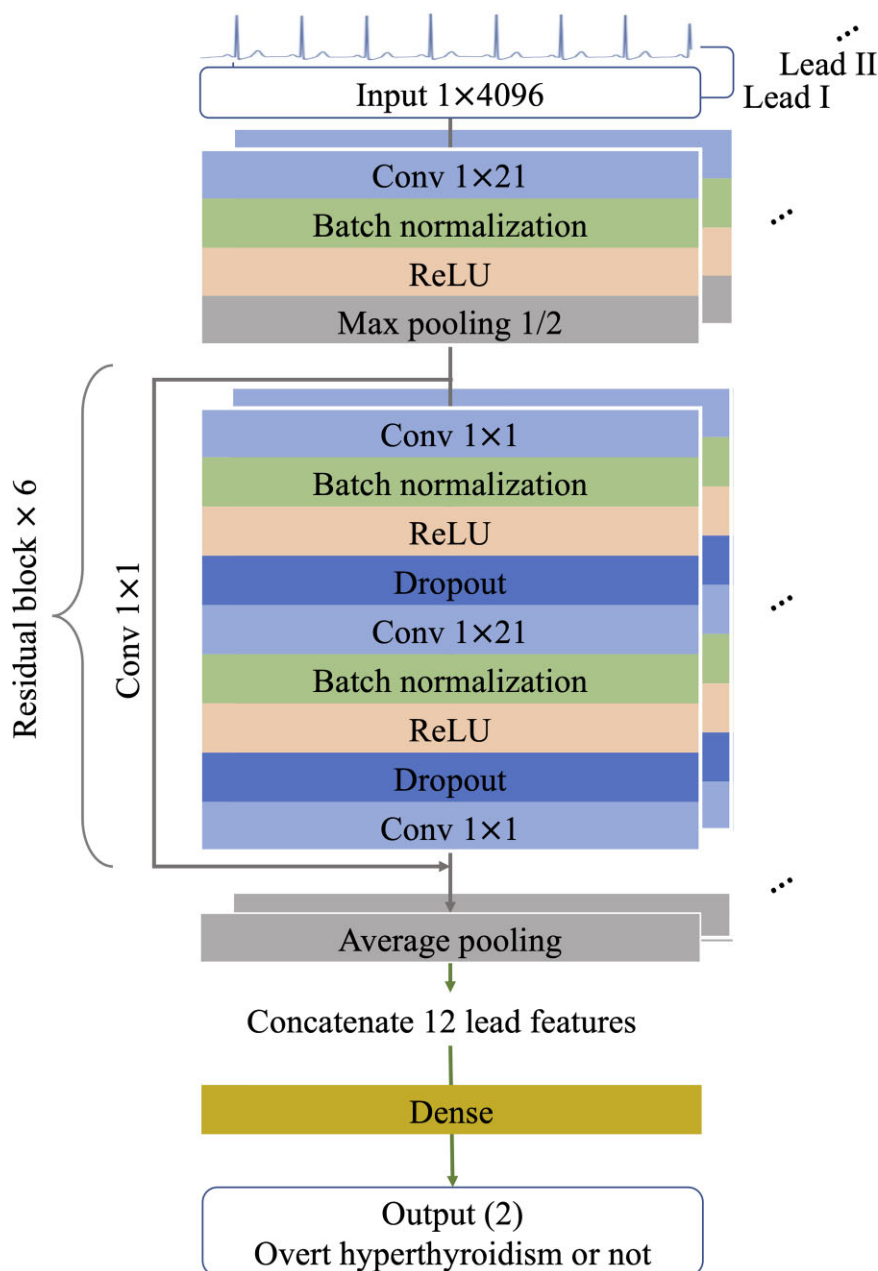 ...
Lead II
Lead I
Input 1×4096
Conv 1×21
...
Batch normalization
ReLU
Max pooling 1/2
Residual block × 6
Conv 1×1
Conv 1×1
Batch normalization
ReLU
Dropout
...
Conv 1×21
Batch normalization
ReLU
Dropout
Conv 1×1
...
Average pooling
Concatenate 12 lead features
Dense
Output (2)
Overt hyperthyroidism or not